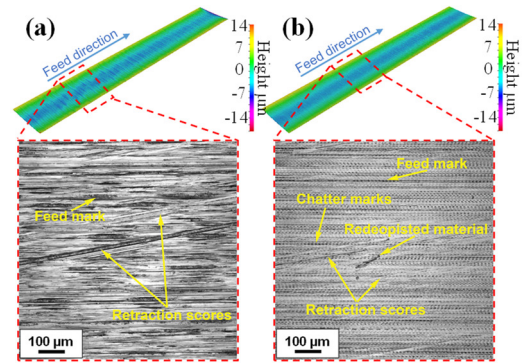 (a)
Feed direction
14
7
0
-7
-14
Height μm
(b)
Feed direction
14
7
0
-7
-14
Height μm
Feed mark
Retraction scores
100 μm
Feed mark
Chatter marks
Redeoplsted material
Retraction scores
100 μm